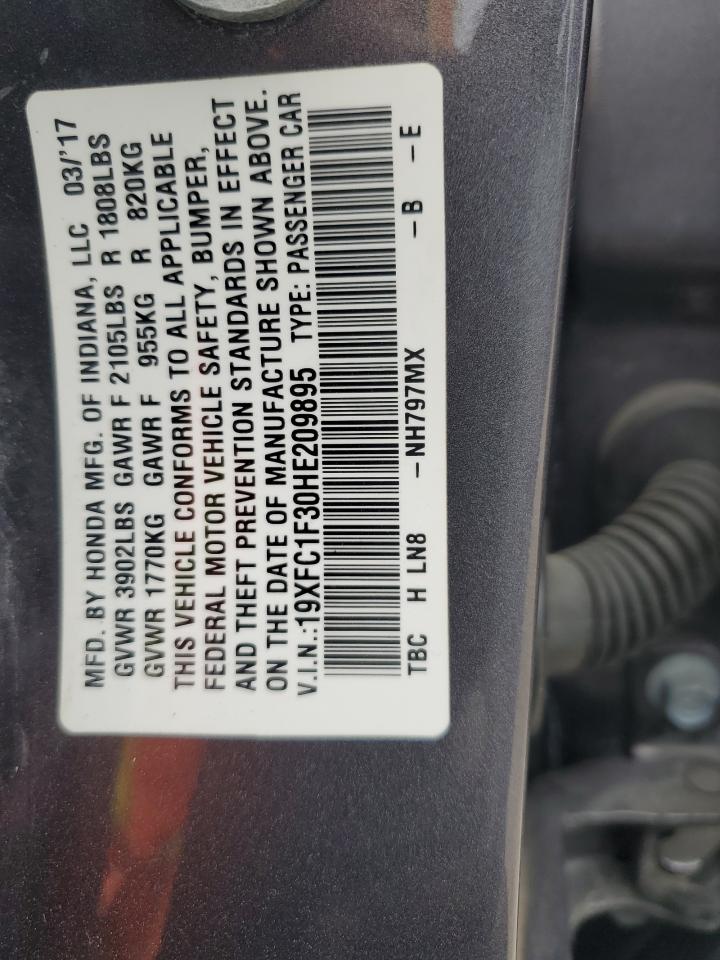 MFD. BY HONDA MFG. OF INDIANA, LLC 03/'17
GVWR 3902LBS GAWR F 2105LBS R 1808LBS
GVWR 1770KG GAWR F 955KG R 820KG
THIS VEHICLE CONFORMS TO ALL APPLICABLE
FEDERAL MOTOR VEHICLE SAFETY, BUMPER,
AND THEFT PREVENTION STANDARDS IN EFFECT
ON THE DATE OF MANUFACTURE SHOWN ABOVE.
V.I.N.:19XFC1F30HE209895 TYPE: PASSENGER CAR
TBC H LN8 -NH797MX -B -E